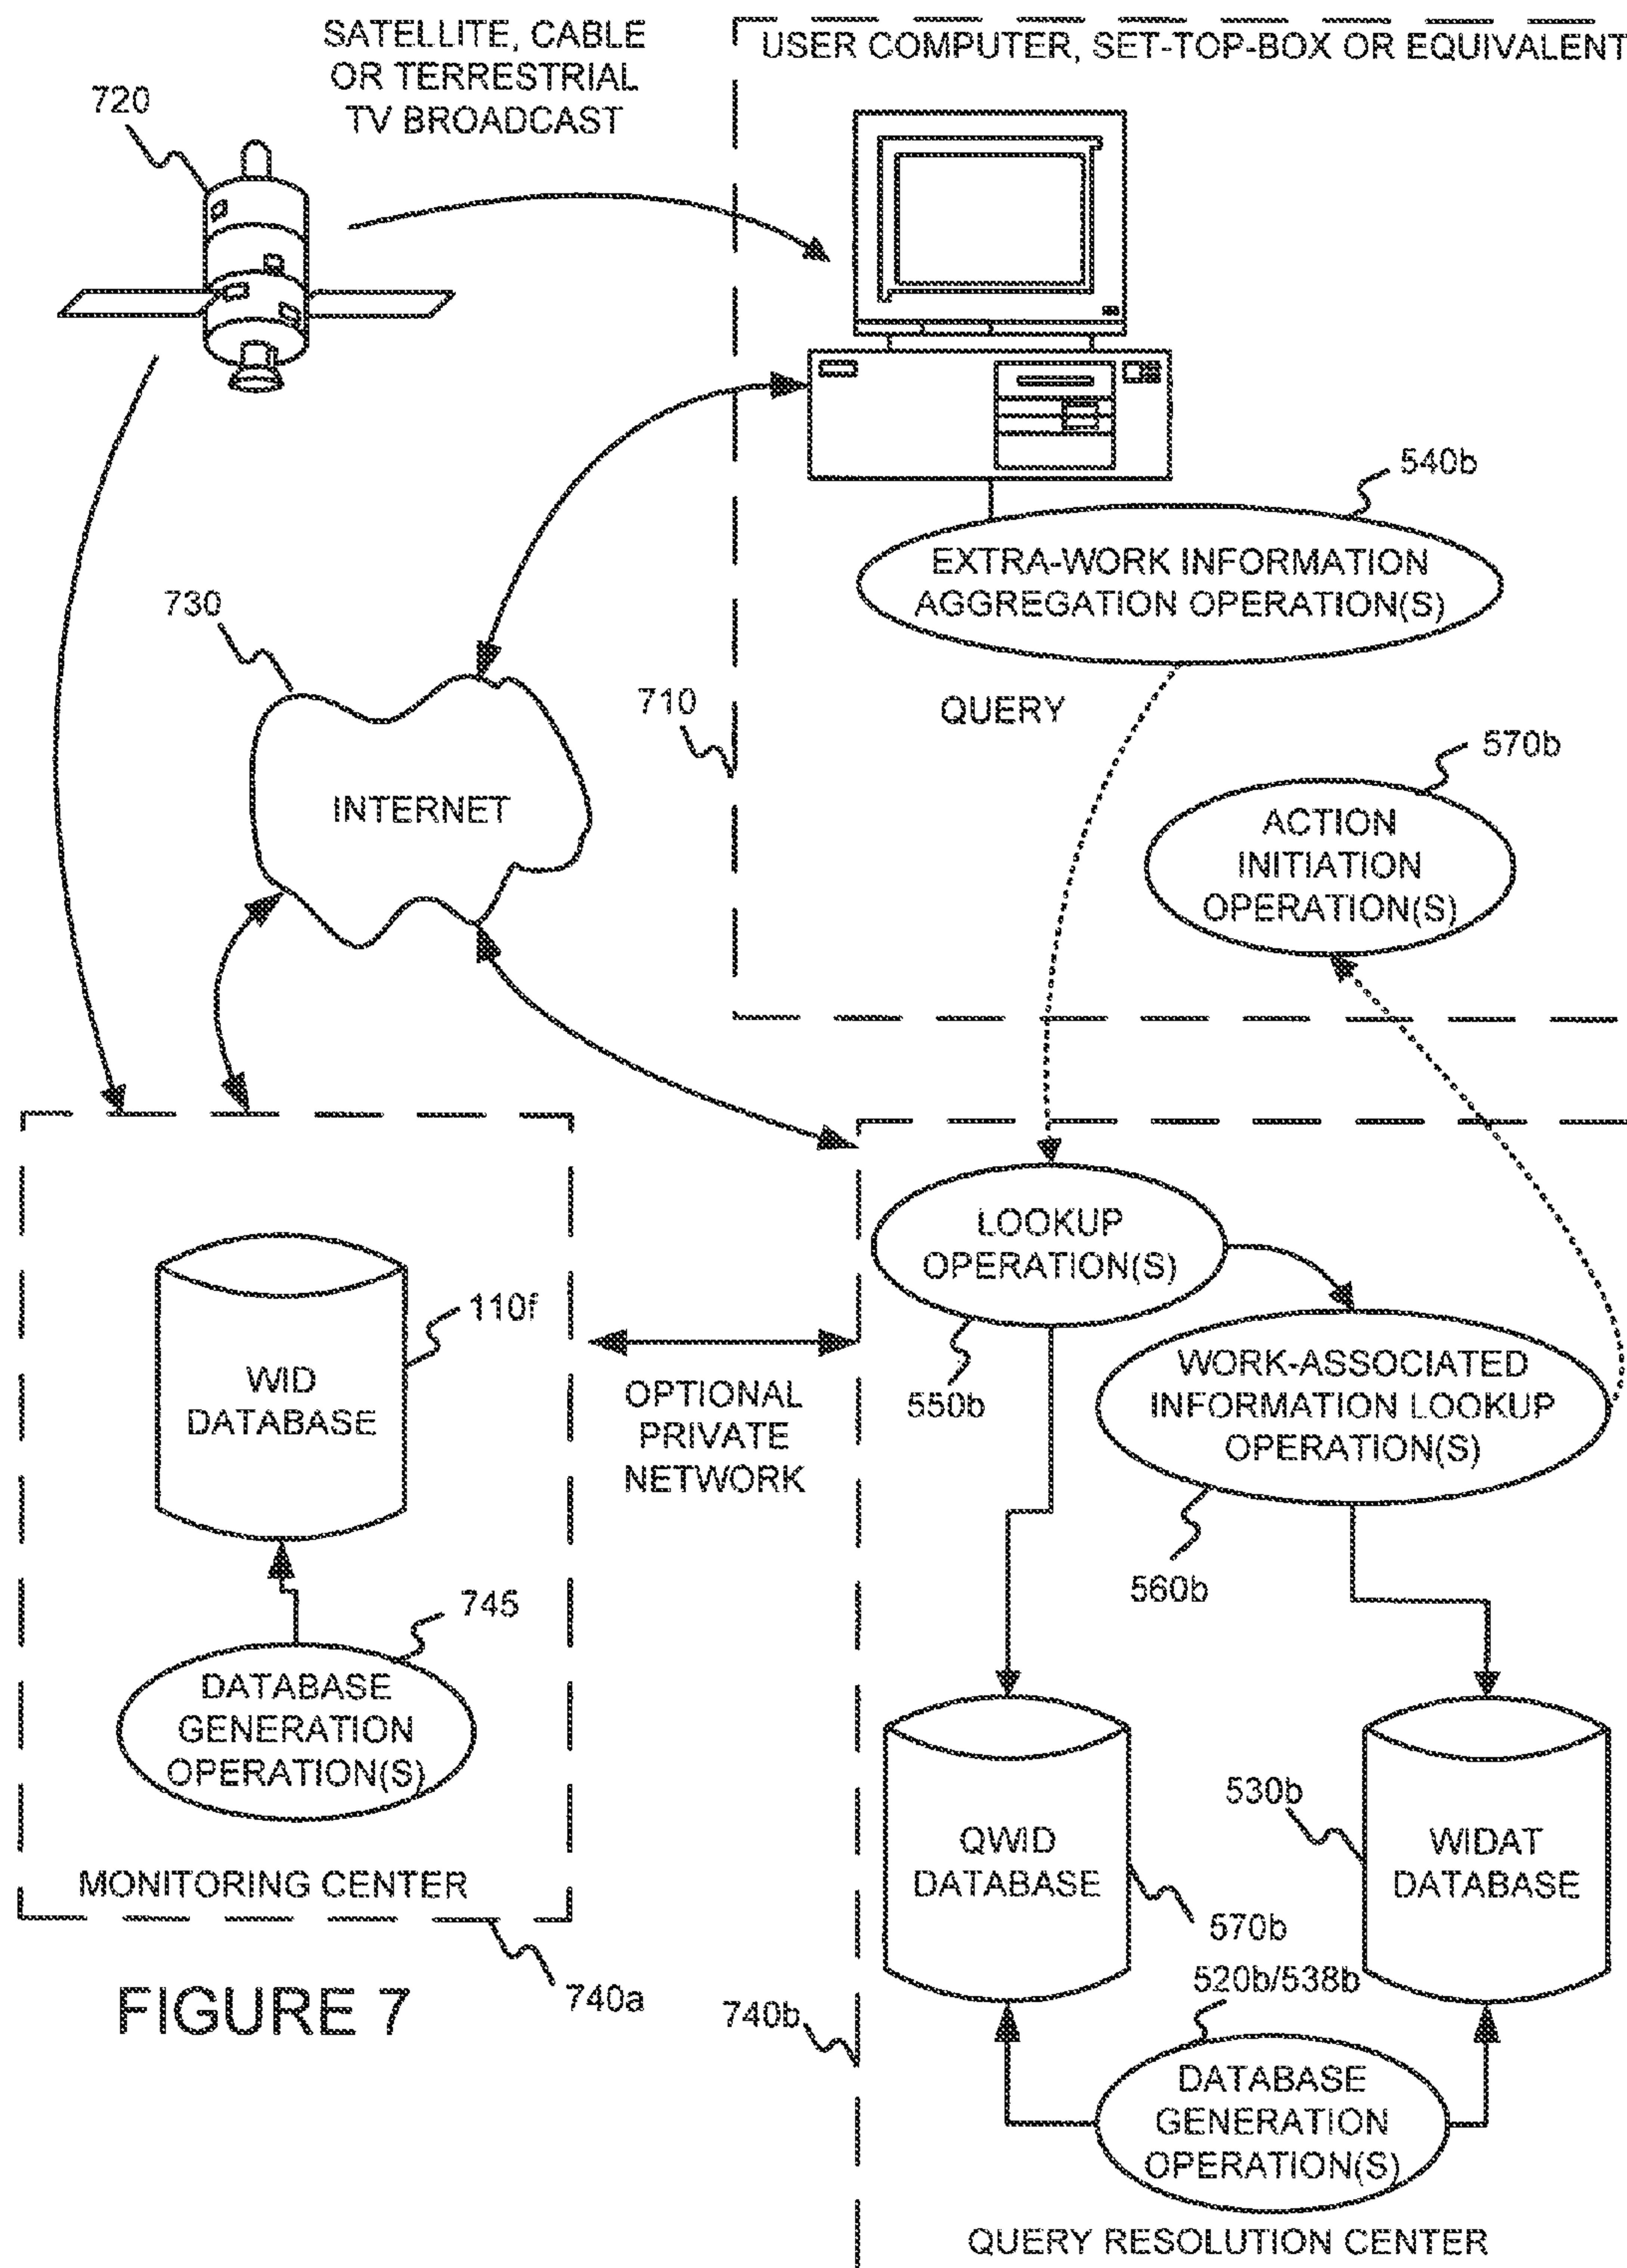 SATELLITE, CABLE
OR TERRESTRIAL
TV BROADCAST
USER COMPUTER, SET-TOP-BOX OR EQUIVALENT
720
540b
EXTRA-WORK INFORMATION
AGGREGATION OPERATION(S)
730
710
QUERY
570b
INTERNET
ACTION
INITIATION
OPERATION(S)
LOOKUP
OPERATION(S)
110f
WID
DATABASE
OPTIONAL
PRIVATE
NETWORK
550b
WORK-ASSOCIATED
INFORMATION LOOKUP
OPERATION(S)
560b
745
DATABASE
GENERATION
OPERATION(S)
530b
QWID
DATABASE
WIDAT
DATABASE
MONITORING CENTER
570b
740a
520b/538b
FIGURE 7
740b
DATABASE
GENERATION
OPERATION(S)
QUERY RESOLUTION CENTER